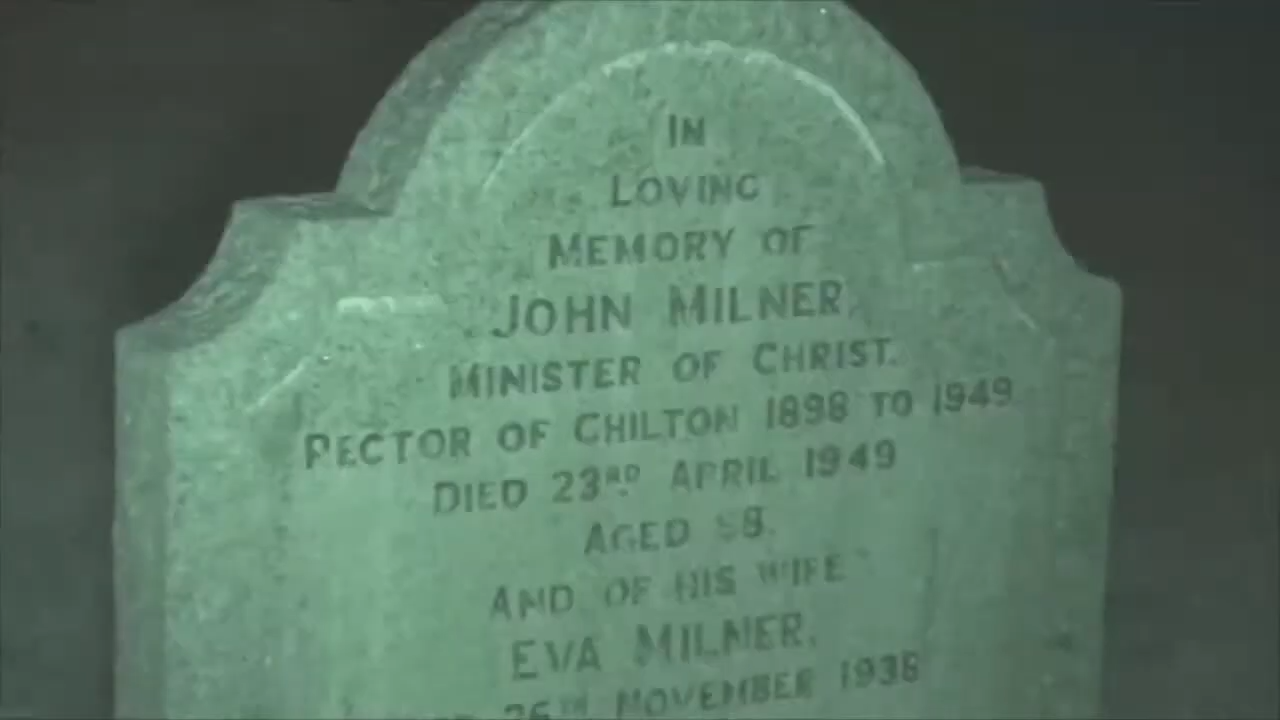 IN
LOVING
MEMORY OF
JOHN MILNER,
MINISTER OF CHRIST.
RECTOR OF CHILTON 1898 TO 1949
DIED 23RD APRIL 1949
AGED
AND OF HIS WIFE
EVA MILNER,
26TH NOVEMBER 1938